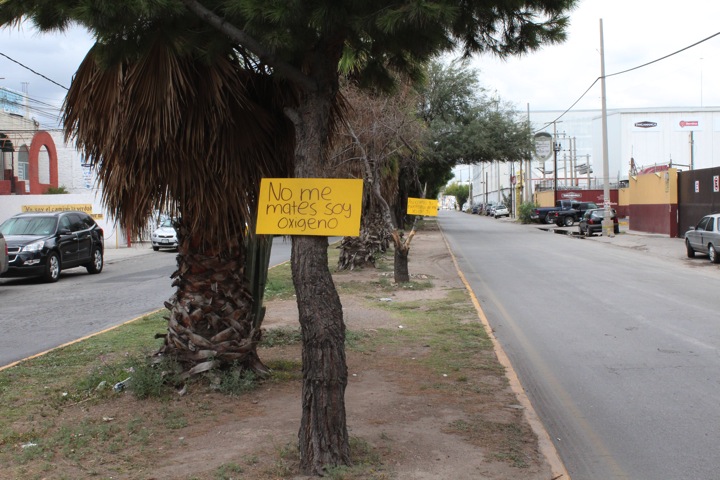 No me
mates soy
oxigeno